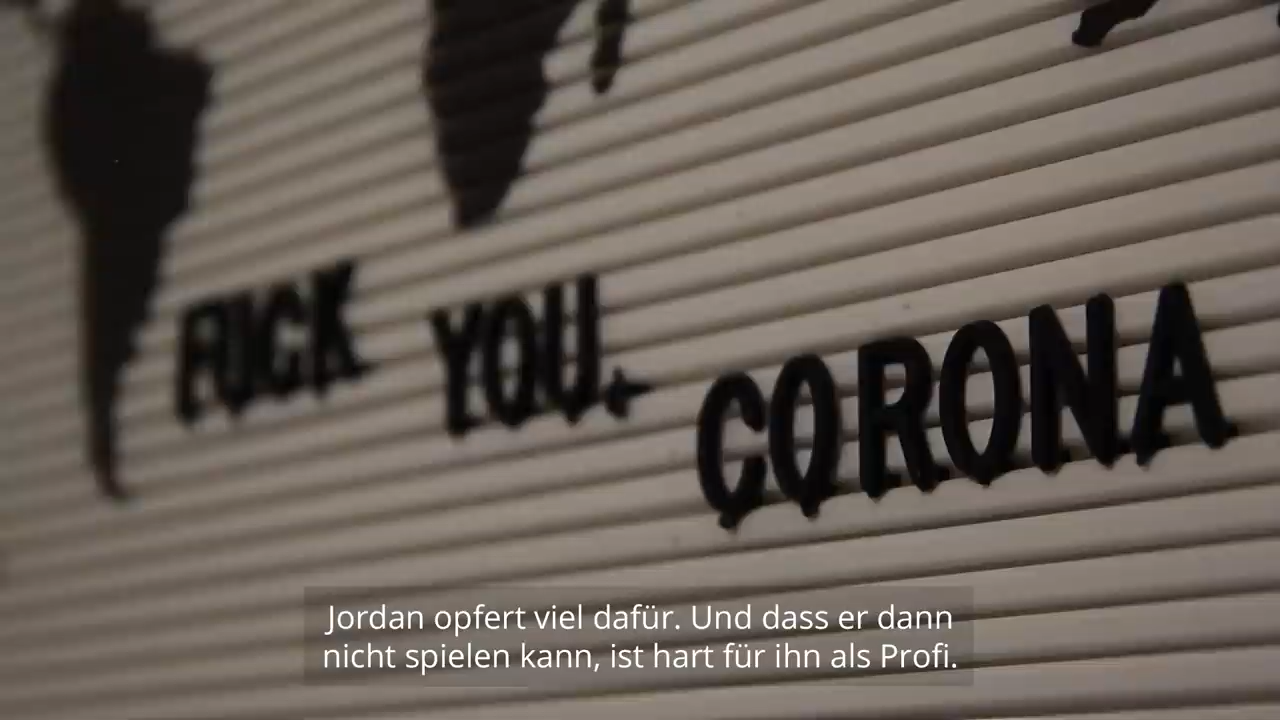 FUCK YOU, CORONA
Jordan opfert viel dafür. Und dass er dann
nicht spielen kann, ist hart für ihn als Profi.